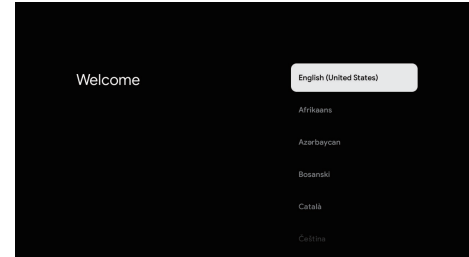 Welcome
English (United States)
Afrikaans
Azərbaycan
Bosanski
Català
Čeština